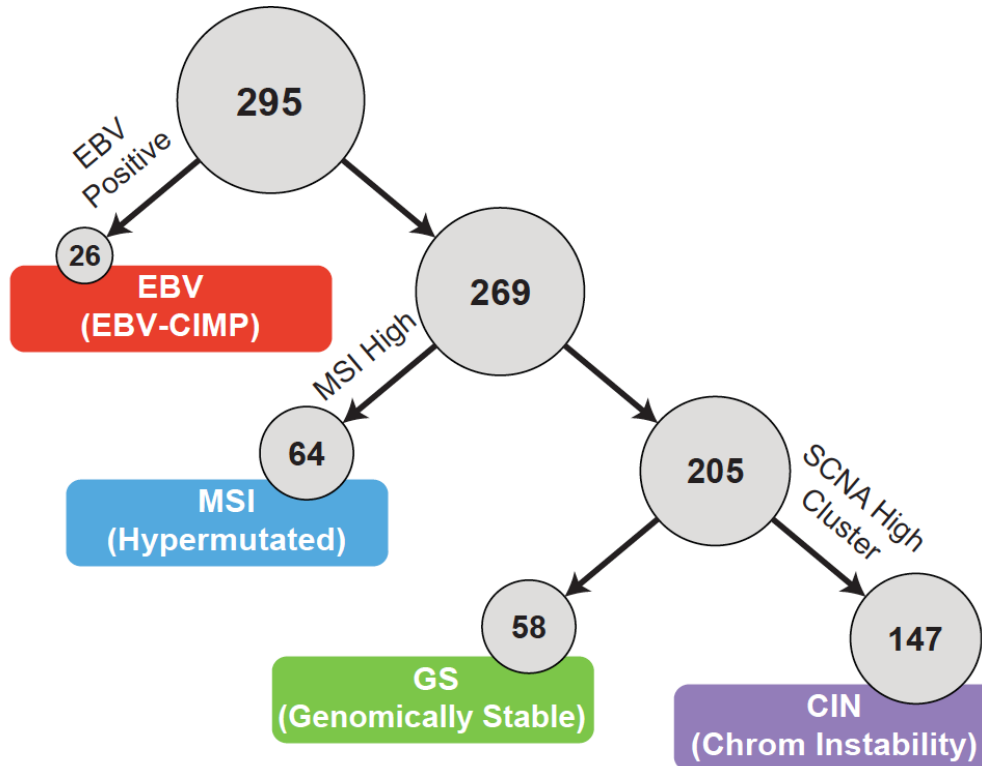 295
EBV
Positive
26
EBV
(EBV-CIMP)
269
MSI High
64
MSI
(Hypermutated)
205
SCNA High
Cluster
58
GS
(Genomically Stable)
147
CIN
(Chrom Instability)